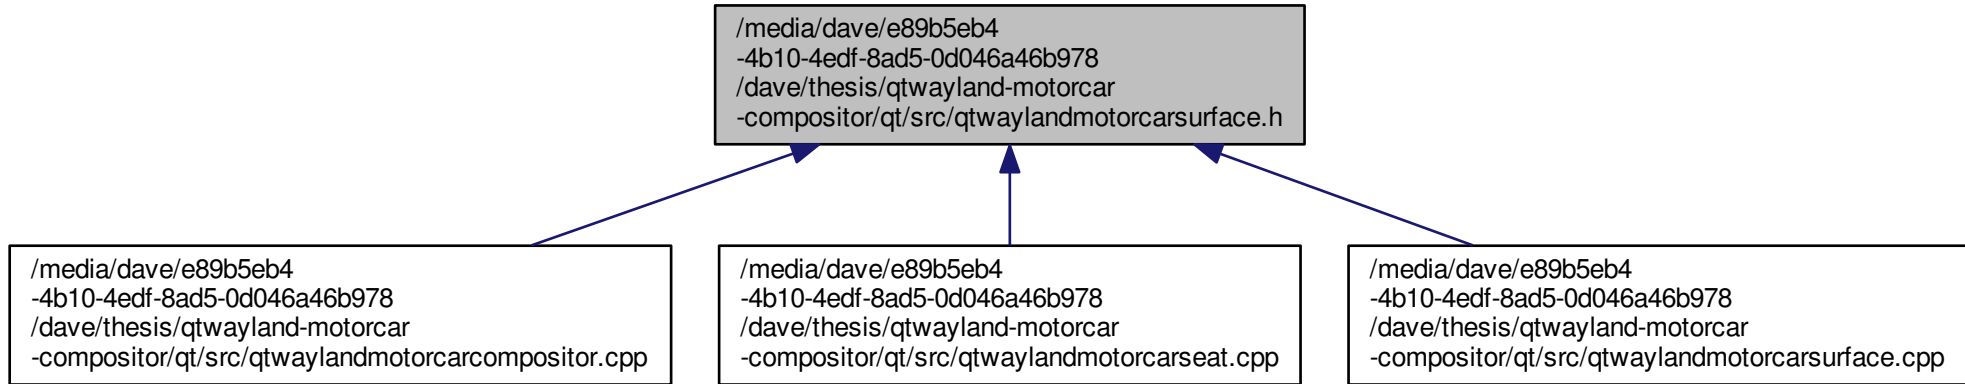 /media/dave/e89b5eb4
-4b10-4edf-8ad5-0d046a46b978
/dave/thesis/qtwayland-motorcar
-compositor/qt/src/qtwaylandmotorcarsurface.h
/media/dave/e89b5eb4
-4b10-4edf-8ad5-0d046a46b978
/dave/thesis/qtwayland-motorcar
-compositor/qt/src/qtwaylandmotorcarcompositor.cpp
/media/dave/e89b5eb4
-4b10-4edf-8ad5-0d046a46b978
/dave/thesis/qtwayland-motorcar
-compositor/qt/src/qtwaylandmotorcarseat.cpp
/media/dave/e89b5eb4
-4b10-4edf-8ad5-0d046a46b978
/dave/thesis/qtwayland-motorcar
-compositor/qt/src/qtwaylandmotorcarsurface.cpp